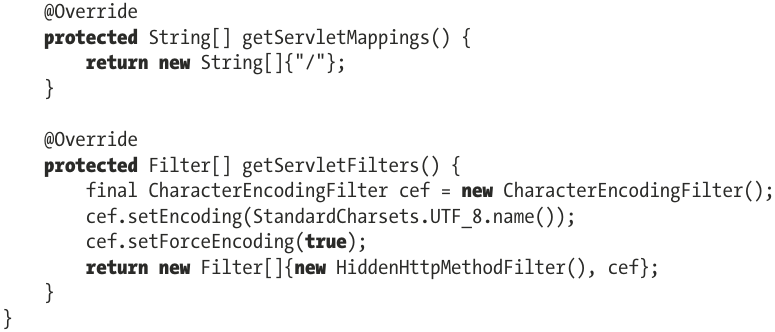 @Override
protected String[] getServletMappings() {
return new String[]{"/"};
}
@Override
protected Filter[] getServletFilters() {
final CharacterEncodingFilter cef = new CharacterEncodingFilter();
cef.setEncoding(StandardCharsets.UTF_8.name());
cef.setForceEncoding(true);
return new Filter[]{new HiddenHttpMethodFilter(), cef};
}
}